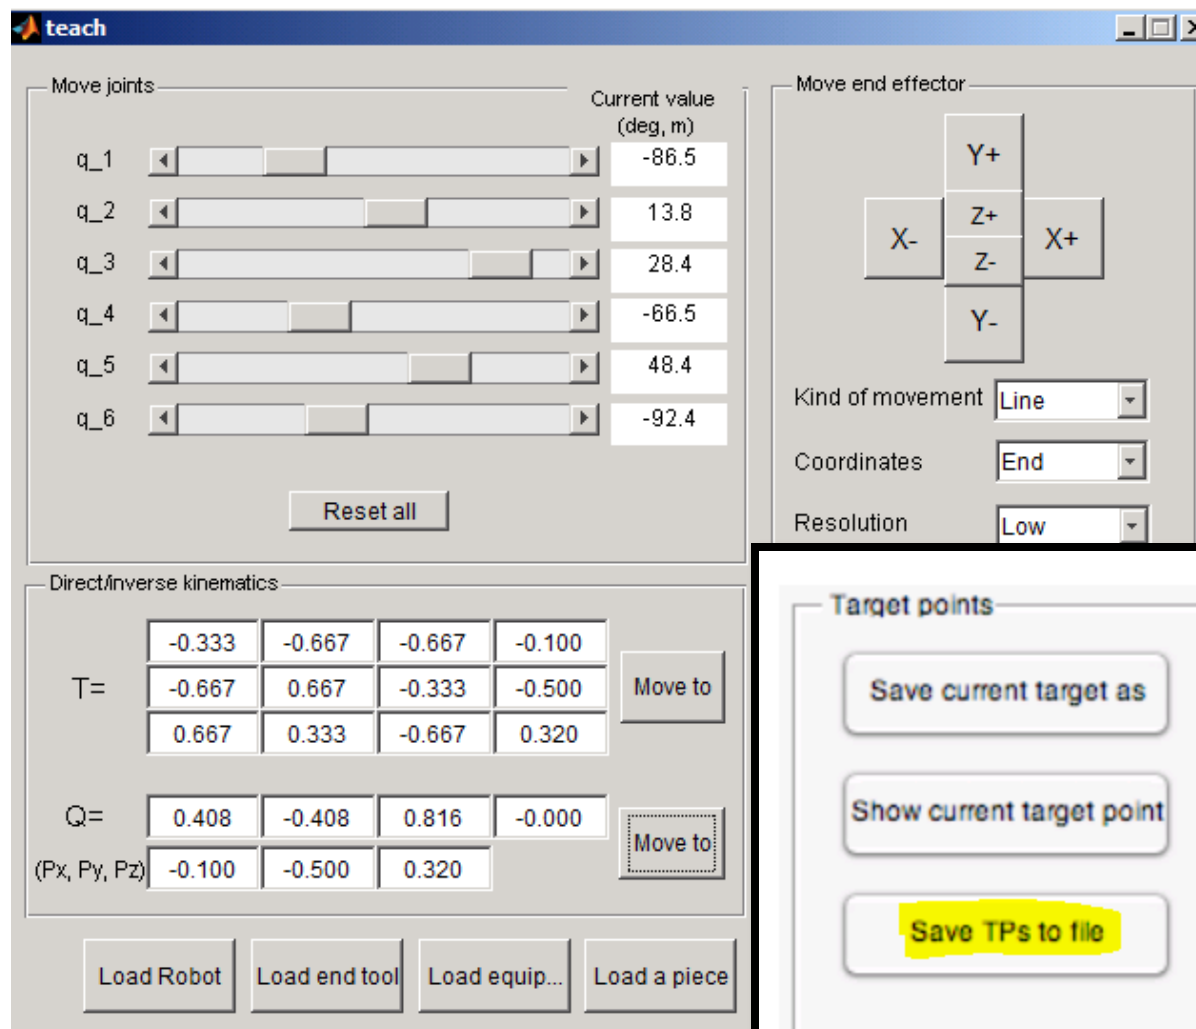 teach
Move joints
Current value
(deg, m)
q_1 -86.5
q_2 13.8
q_3 28.4
q_4 -66.5
q_5 48.4
q_6 -92.4
Reset all
Move end effector
Y+
X- Z+ X+
Z-
Y-
Kind of movement Line
Coordinates End
Resolution Low
Direct/inverse kinematics
T=
-0.333 -0.667 -0.667 -0.100
-0.667 0.667 -0.333 -0.500
0.667 0.333 -0.667 0.320
Move to
Q= 0.408 -0.408 0.816 -0.000
(Px, Py, Pz) -0.100 -0.500 0.320
Move to
Load Robot Load end tool Load equip... Load a piece
Target points
Save current target as
Show current target point
Save TPs to file